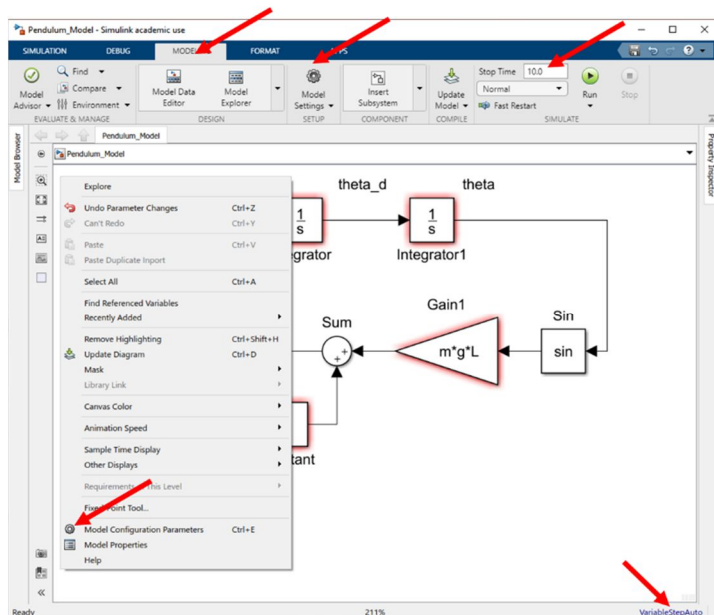 Pendulum_Model - Simulink academic use
SIMULATION DEBUG MODE FORMAT
Find
Compare
Environment
Model
Advisor
EVALUATE & MANAGE
Model Data
Editor
Model
Explorer
DESIGN
Model
Settings
SETUP
Insert
Subsystem
COMPONENT
Update
Model
COMPILE
Stop Time 10.0
Normal
Fast Restart
Run
Stop
SIMULATE
Model Browser
Pendulum_Model
Pendulum_Model
Property Inspector
Explore
Undo Parameter Changes Ctrl+Z
Can't Redo Ctrl+Y
Paste Ctrl+V
Paste Duplicate Inport
Select All Ctrl+A
Find Referenced Variables
Recently Added
Remove Highlighting Ctrl+Shift+H
Update Diagram Ctrl+D
Mask
Library Link
Canvas Color
Animation Speed
Sample Time Display
Other Displays
Requirements This Level
Fixed-Point Tool...
Model Configuration Parameters Ctrl+E
Model Properties
Help
theta_d theta
1
s
1
s
grator Integrator1
Gain1
Sum
Sin
m*g*L
sin
+
+
tant
Ready 211% VariableStepAuto